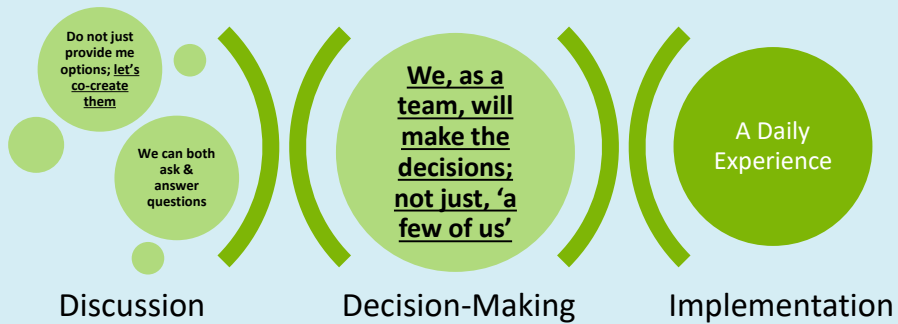 Do not just
provide me
options; let's
co-create
them
We can both
ask &
answer
questions
We, as a
team, will
make the
decisions;
not just, ‘a
few of us’
A Daily
Experience
Discussion
Decision-Making
Implementation